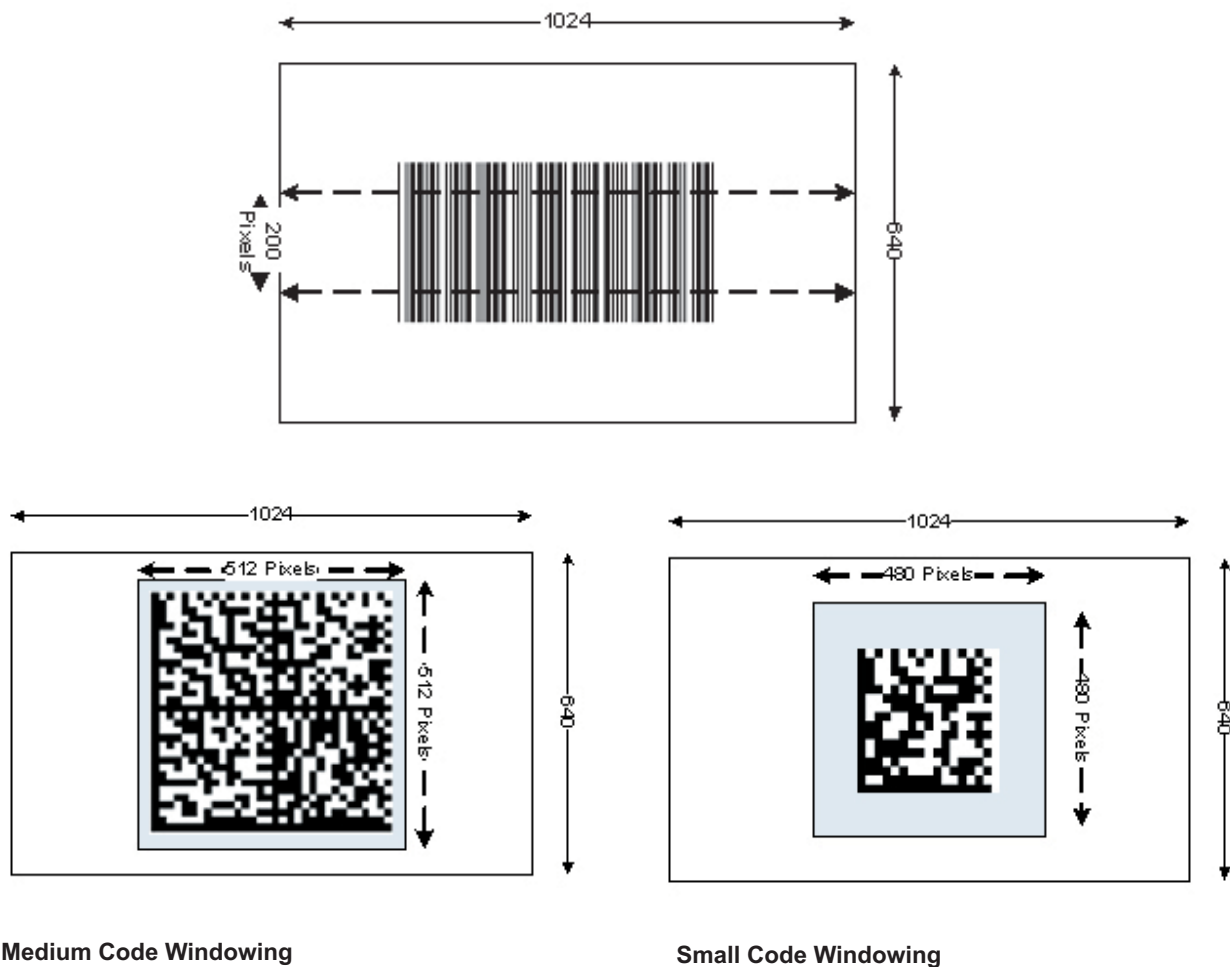 1024
200
Pixels
640
1024
512 Pixels
512 Pixels
640
1024
480 Pixels
480 Pixels
640
Medium Code Windowing
Small Code Windowing